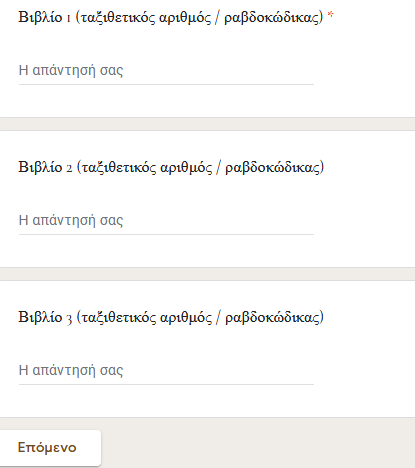 Βιβλίο 1 (ταξιθετικός αριθμός / ραβδοκώδικας) *
Η απάντησή σας
Βιβλίο 2 (ταξιθετικός αριθμός / ραβδοκώδικας)
Η απάντησή σας
Βιβλίο 3 (ταξιθετικός αριθμός / ραβδοκώδικας)
Η απάντησή σας
Επόμενο